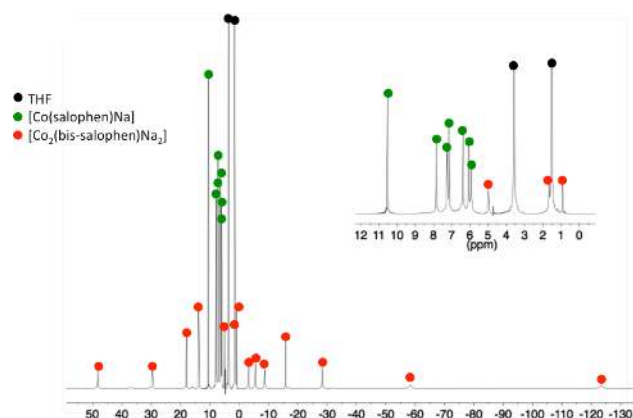 THF
[Co(salophen)Na]
[Co₂(bis-salophen)Na₂]
12 11 10 9 8 7 6 5 4 3 2 1 0
(ppm)
50 40 30 20 10 0 -10 -20 -30 -40 -50 -60 -70 -80 -90 -100 -110 -120 -130